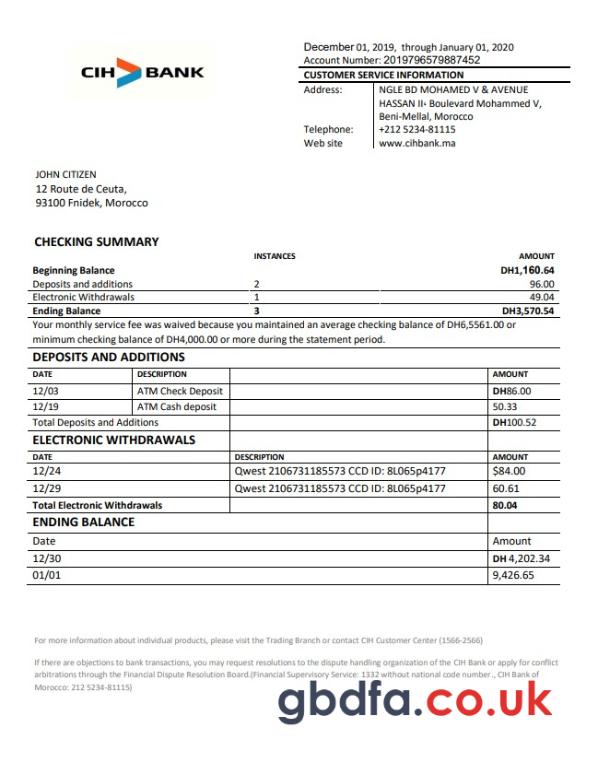 CIH BANK
December 01, 2019, through January 01, 2020
Account Number: 2019796579887452
CUSTOMER SERVICE INFORMATION
Address: NGLE BD MOHAMED V & AVENUE
HASSAN II• Boulevard Mohammed V,
Beni-Mellal, Morocco
Telephone: +212 5234-81115
Web site www.cihbank.ma
JOHN CITIZEN
12 Route de Ceuta,
93100 Fnidek, Morocco
CHECKING SUMMARY
INSTANCES AMOUNT
Beginning Balance DH1,160.64
Deposits and additions 2 96.00
Electronic Withdrawals 1 49.04
Ending Balance 3 DH3,570.54
Your monthly service fee was waived because you maintained an average checking balance of DH6,5561.00 or
minimum checking balance of DH4,000.00 or more during the statement period.
DEPOSITS AND ADDITIONS
DATE DESCRIPTION AMOUNT
12/03 ATM Check Deposit DH86.00
12/19 ATM Cash deposit 50.33
Total Deposits and Additions DH100.52
ELECTRONIC WITHDRAWALS
DATE DESCRIPTION AMOUNT
12/24 Qwest 2106731185573 CCD ID: 8L065p4177 $84.00
12/29 Qwest 2106731185573 CCD ID: 8L065p4177 60.61
Total Electronic Withdrawals 80.04
ENDING BALANCE
Date Amount
12/30 DH 4,202.34
01/01 9,426.65
For more information about individual products, please visit the Trading Branch or contact CIH Customer Center (1566-2566)
If there are objections to bank transactions, you may request resolutions to the dispute handling organization of the CIH Bank or apply for conflict
arbitrations through the Financial Dispute Resolution Board.(Financial Supervisory Service: 1332 without national code number., CIH Bank of
Morocco: 212 5234-81115)
gbdfa.co.uk